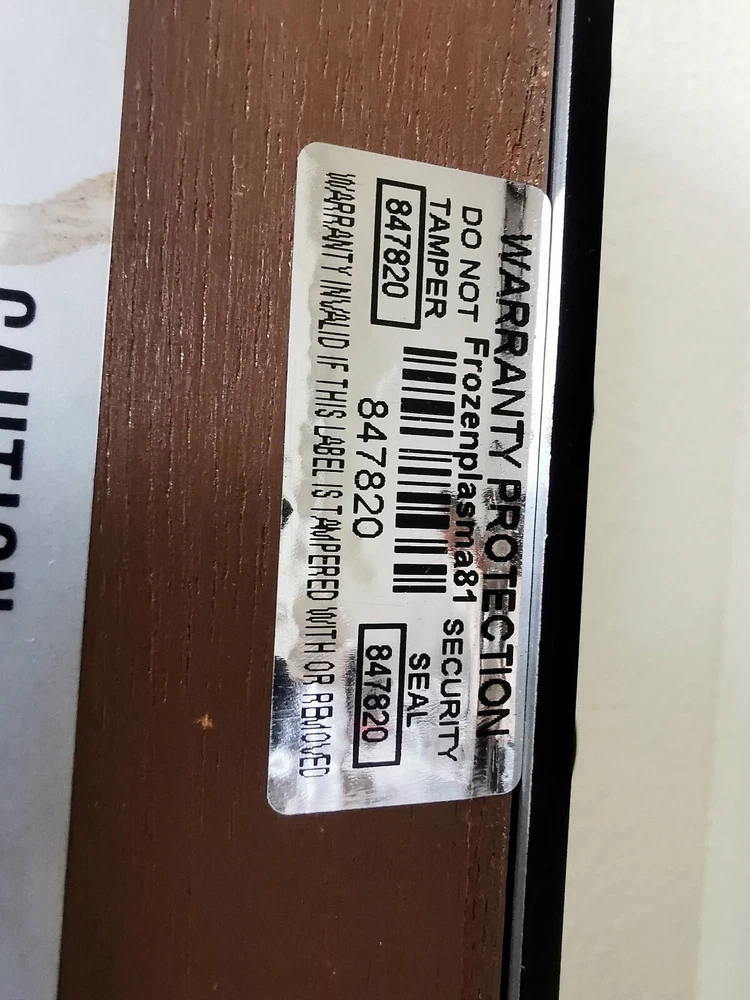 WARRANTY PROTECTION
DO NOT Frozenplasma81 SECURITY
TAMPER SEAL
847820 847820
847820
WARRANTY INVALID IF THIS LABEL IS TAMPERED WITH OR REMOVED
CAUTION